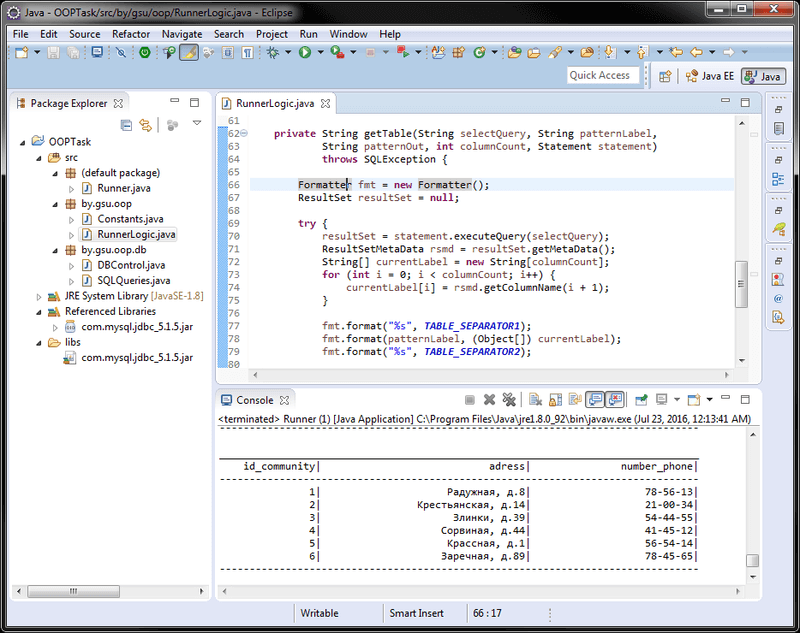 Java - OOPTask/src/by/gsu/oop/RunnerLogic.java - Eclipse
File Edit Source Refactor Navigate Search Project Run Window Help
Quick Access
Java EE
Java
Package Explorer
OOPTask
src
(default package)
Runner.java
by.gsu.oop
Constants.java
RunnerLogic.java
by.gsu.oop.db
DBControl.java
SQLQueries.java
JRE System Library [JavaSE-1.8]
Referenced Libraries
com.mysql.jdbc_5.1.5.jar
libs
com.mysql.jdbc_5.1.5.jar
RunnerLogic.java
61
62 private String getTable(String selectQuery, String patternLabel,
63 String patternOut, int columnCount, Statement statement)
64 throws SQLException {
65
66 Formatter fmt = new Formatter();
67 ResultSet resultSet = null;
68
69 try {
70 resultSet = statement.executeQuery(selectQuery);
71 ResultSetMetaData rsmd = resultSet.getMetaData();
72 String[] currentLabel = new String[columnCount];
73 for (int i = 0; i < columnCount; i++) {
74 currentLabel[i] = rsmd.getColumnName(i + 1);
75 }
76
77 fmt.format("%s", TABLE_SEPARATOR1);
78 fmt.format(patternLabel, (Object[]) currentLabel);
79 fmt.format("%s", TABLE_SEPARATOR2);
80
Console
<terminated> Runner (1) [Java Application] C:\Program Files\Java\jre1.8.0_92\bin\javaw.exe (Jul 23, 2016, 12:13:41 AM)
id_community| adress| number_phone|
1| Радужная, д.8| 78-56-13|
2| Крестьянская, д.14| 21-00-34|
3| Злинки, д.39| 54-44-55|
4| Сорвиная, д.44| 41-45-12|
5| Крассная, д.1| 56-54-14|
6| Заречная, д.89| 78-45-65|
Writable Smart Insert 66 : 17